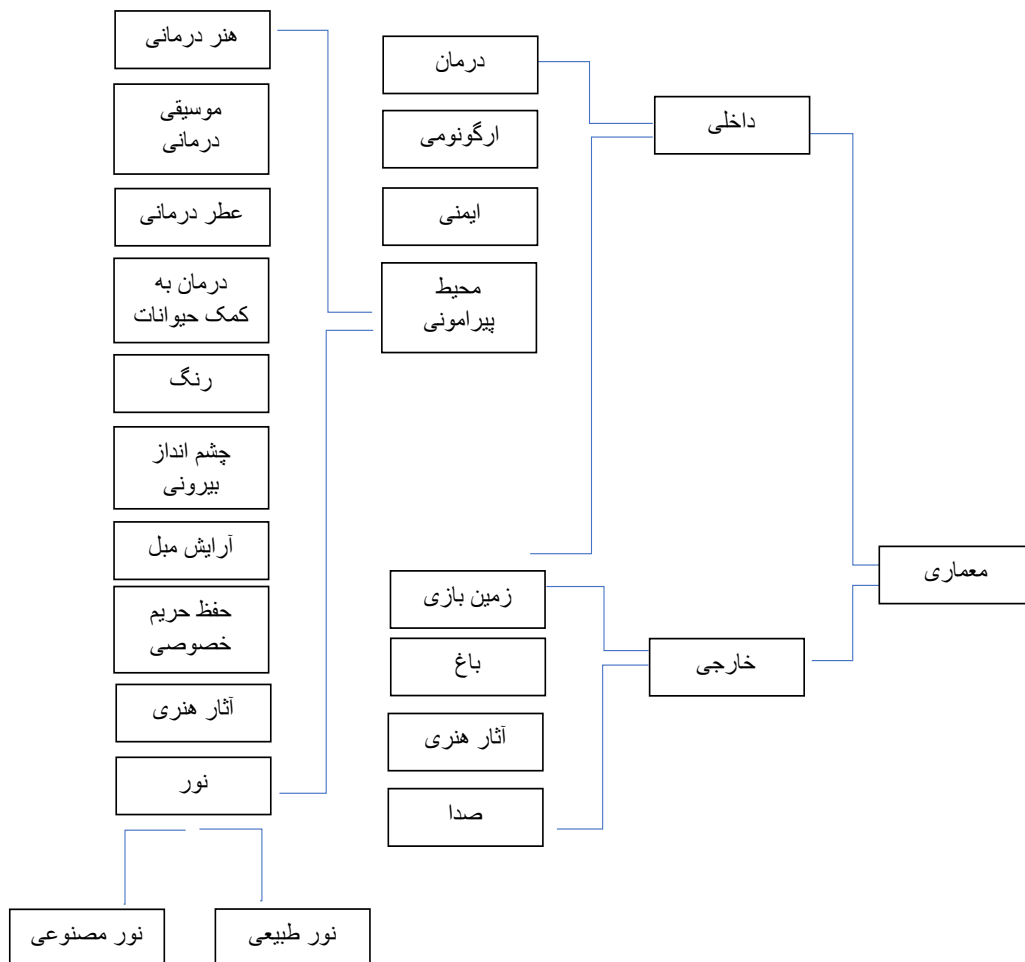 معماری
داخلی
خارجی
درمان
ارگونومی
ایمنی
محیط
پیرامونی
زمین بازی
باغ
آثار هنری
صدا
هنر درمانی
موسیقی
درمانی
عطر درمانی
درمان به
کمک حیوانات
رنگ
چشم انداز
بیرونی
آرایش مبل
حفظ حریم
خصوصی
آثار هنری
نور
نور طبیعی
نور مصنوعی